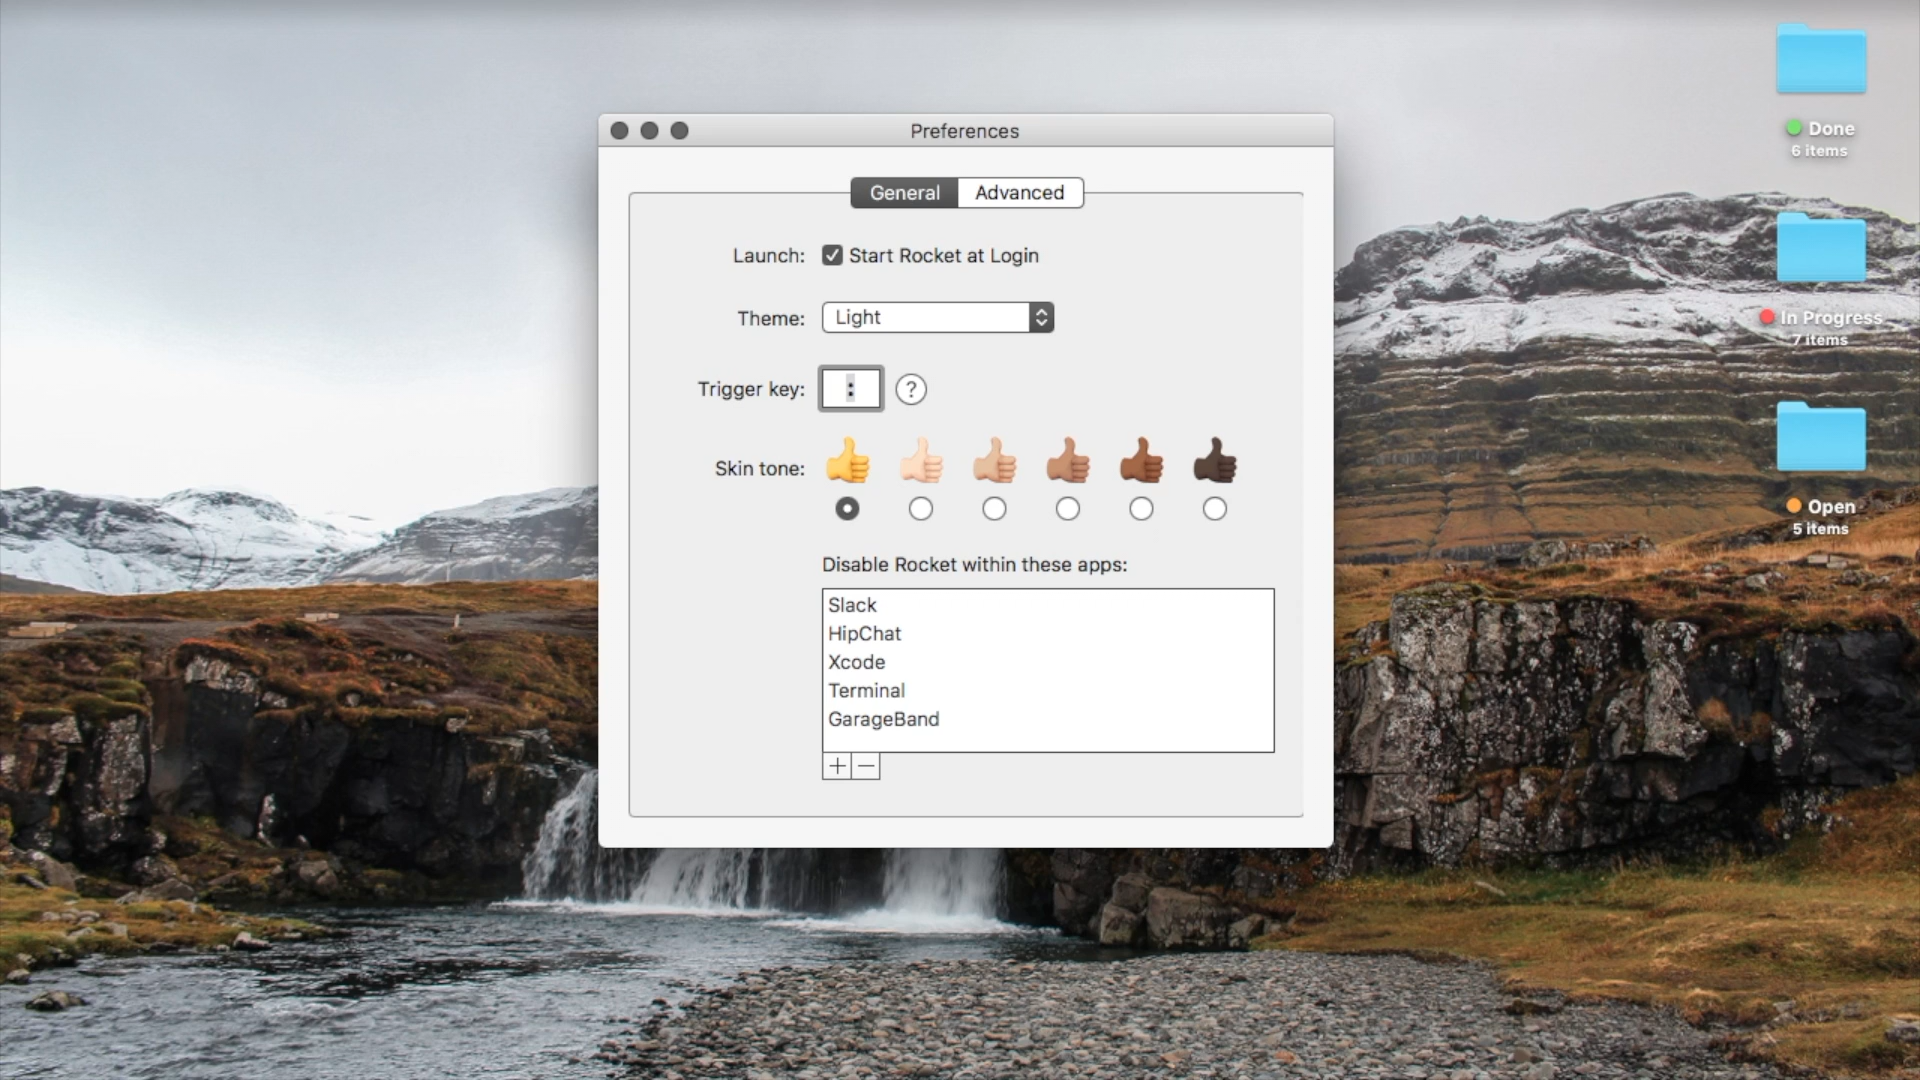 Preferences
General Advanced
Launch: Start Rocket at Login
Theme: Light
Trigger key: : ?
Skin tone:
Disable Rocket within these apps:
Slack
HipChat
Xcode
Terminal
GarageBand
Done
6 items
In Progress
7 items
Open
5 items